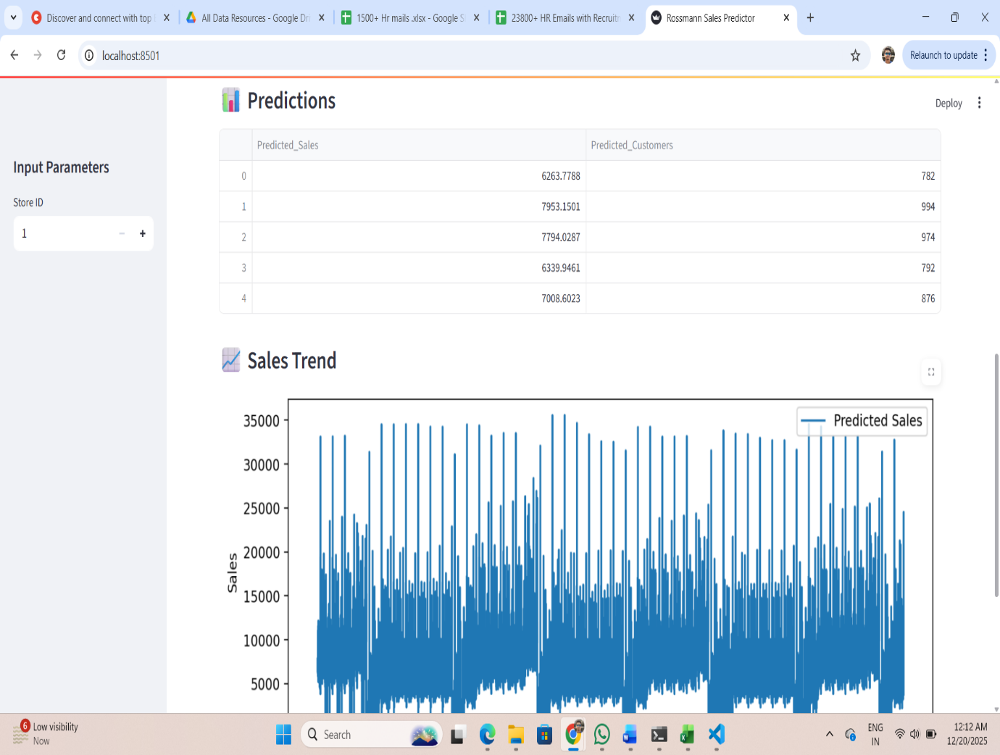 Discover and connect with top
All Data Resources - Google Dri
1500+ Hr mails .xlsx - Google S
23800+ HR Emails with Recruitm
Rossmann Sales Predictor
localhost:8501
Relaunch to update
Deploy
Input Parameters
Store ID
1
Predictions
Predicted_Sales Predicted_Customers
0 6263.7788 782
1 7953.1501 994
2 7794.0287 974
3 6339.9461 792
4 7008.6023 876
Sales Trend
Predicted Sales
35000
30000
25000
20000
15000
10000
5000
Sales
6
Low visibility
Now
Search
ENG
IN
12:12 AM
12/20/2025